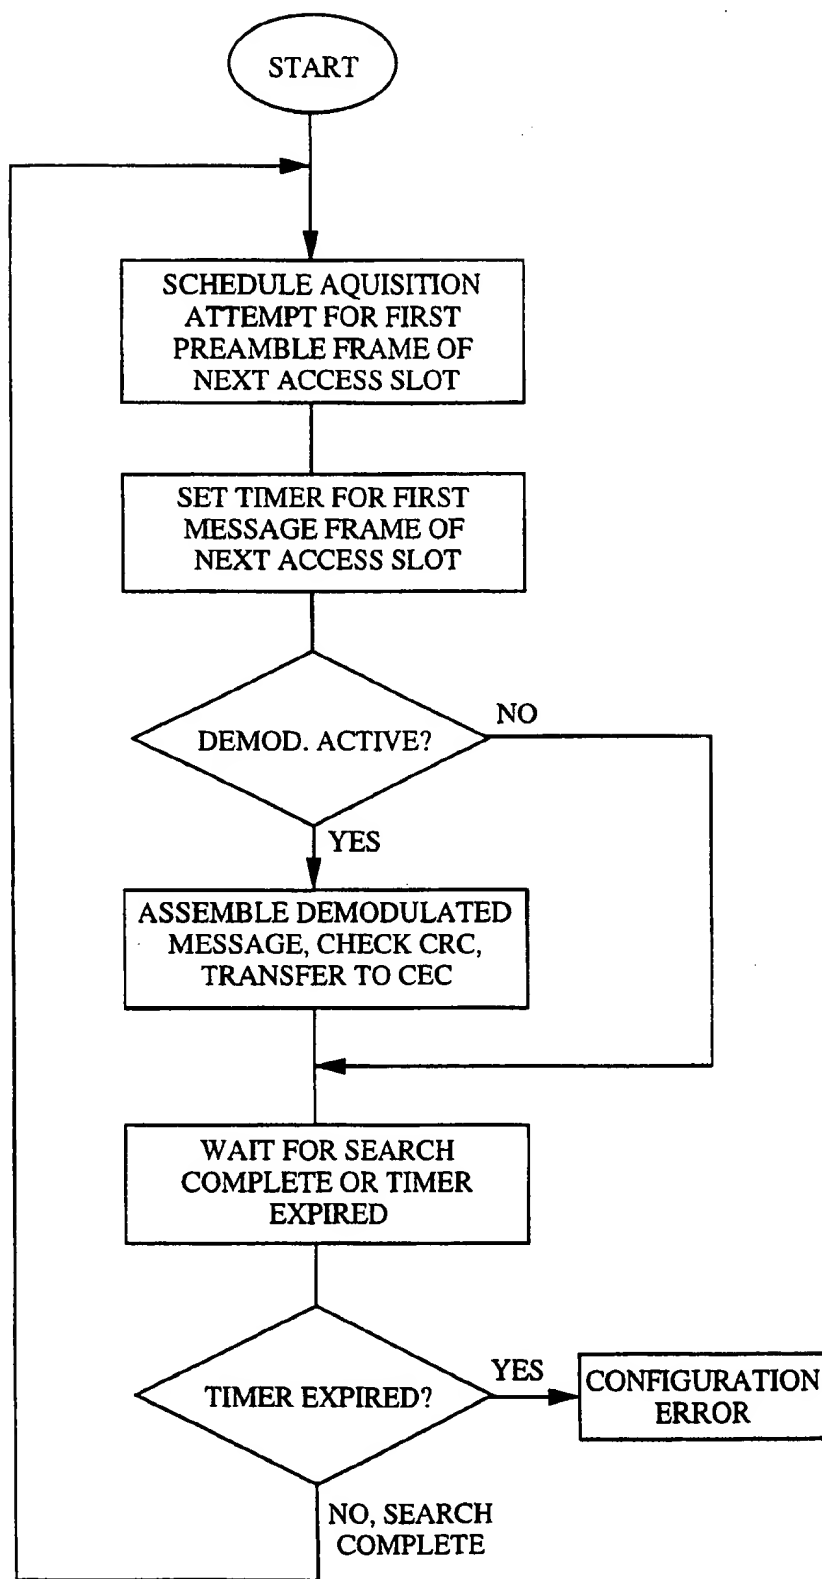 START
SCHEDULE AQUISITION
ATTEMPT FOR FIRST
PREAMBLE FRAME OF
NEXT ACCESS SLOT
SET TIMER FOR FIRST
MESSAGE FRAME OF
NEXT ACCESS SLOT
DEMOD. ACTIVE?
NO
YES
ASSEMBLE DEMODULATED
MESSAGE, CHECK CRC,
TRANSFER TO CEC
WAIT FOR SEARCH
COMPLETE OR TIMER
EXPIRED
TIMER EXPIRED?
YES
CONFIGURATION
ERROR
NO, SEARCH
COMPLETE